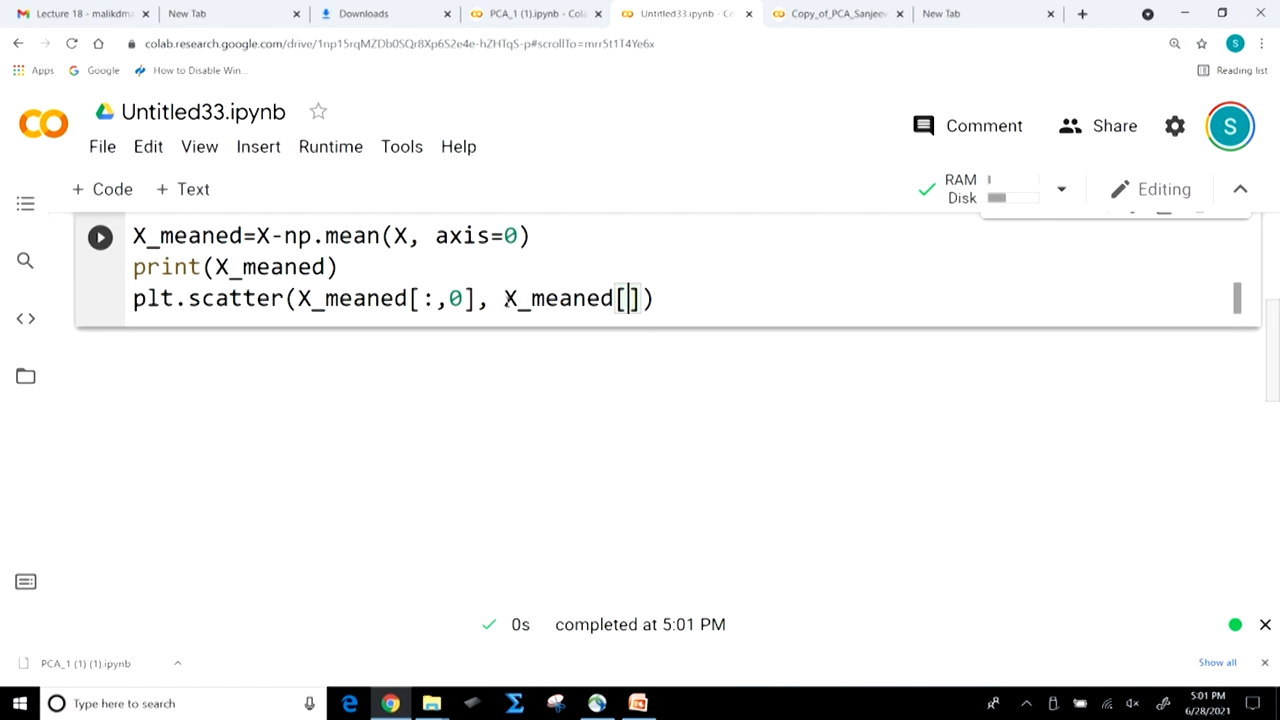 Lecture 18 - malikdma
New Tab
Downloads
PCA_1 (1).ipynb - Cola
Untitled33.ipynb - Co
Copy_of_PCA_Sanjeev
New Tab
colab.research.google.com/drive/1np15rqMZDb0SQr8Xp6S2e4e-hZHTqS-p#scrollTo=mrr5t1T4Ye6x
S
Apps
Google
How to Disable Win...
Reading list
CO
Untitled33.ipynb
Comment
Share
S
File Edit View Insert Runtime Tools Help
+ Code + Text
RAM
Disk
Editing
X_meaned=X-np.mean(X, axis=0)
print(X_meaned)
plt.scatter(X_meaned[:,0], X_meaned[])
0s completed at 5:01 PM
PCA_1 (1) (1).ipynb
Show all
Type here to search
5:01 PM
6/28/2021